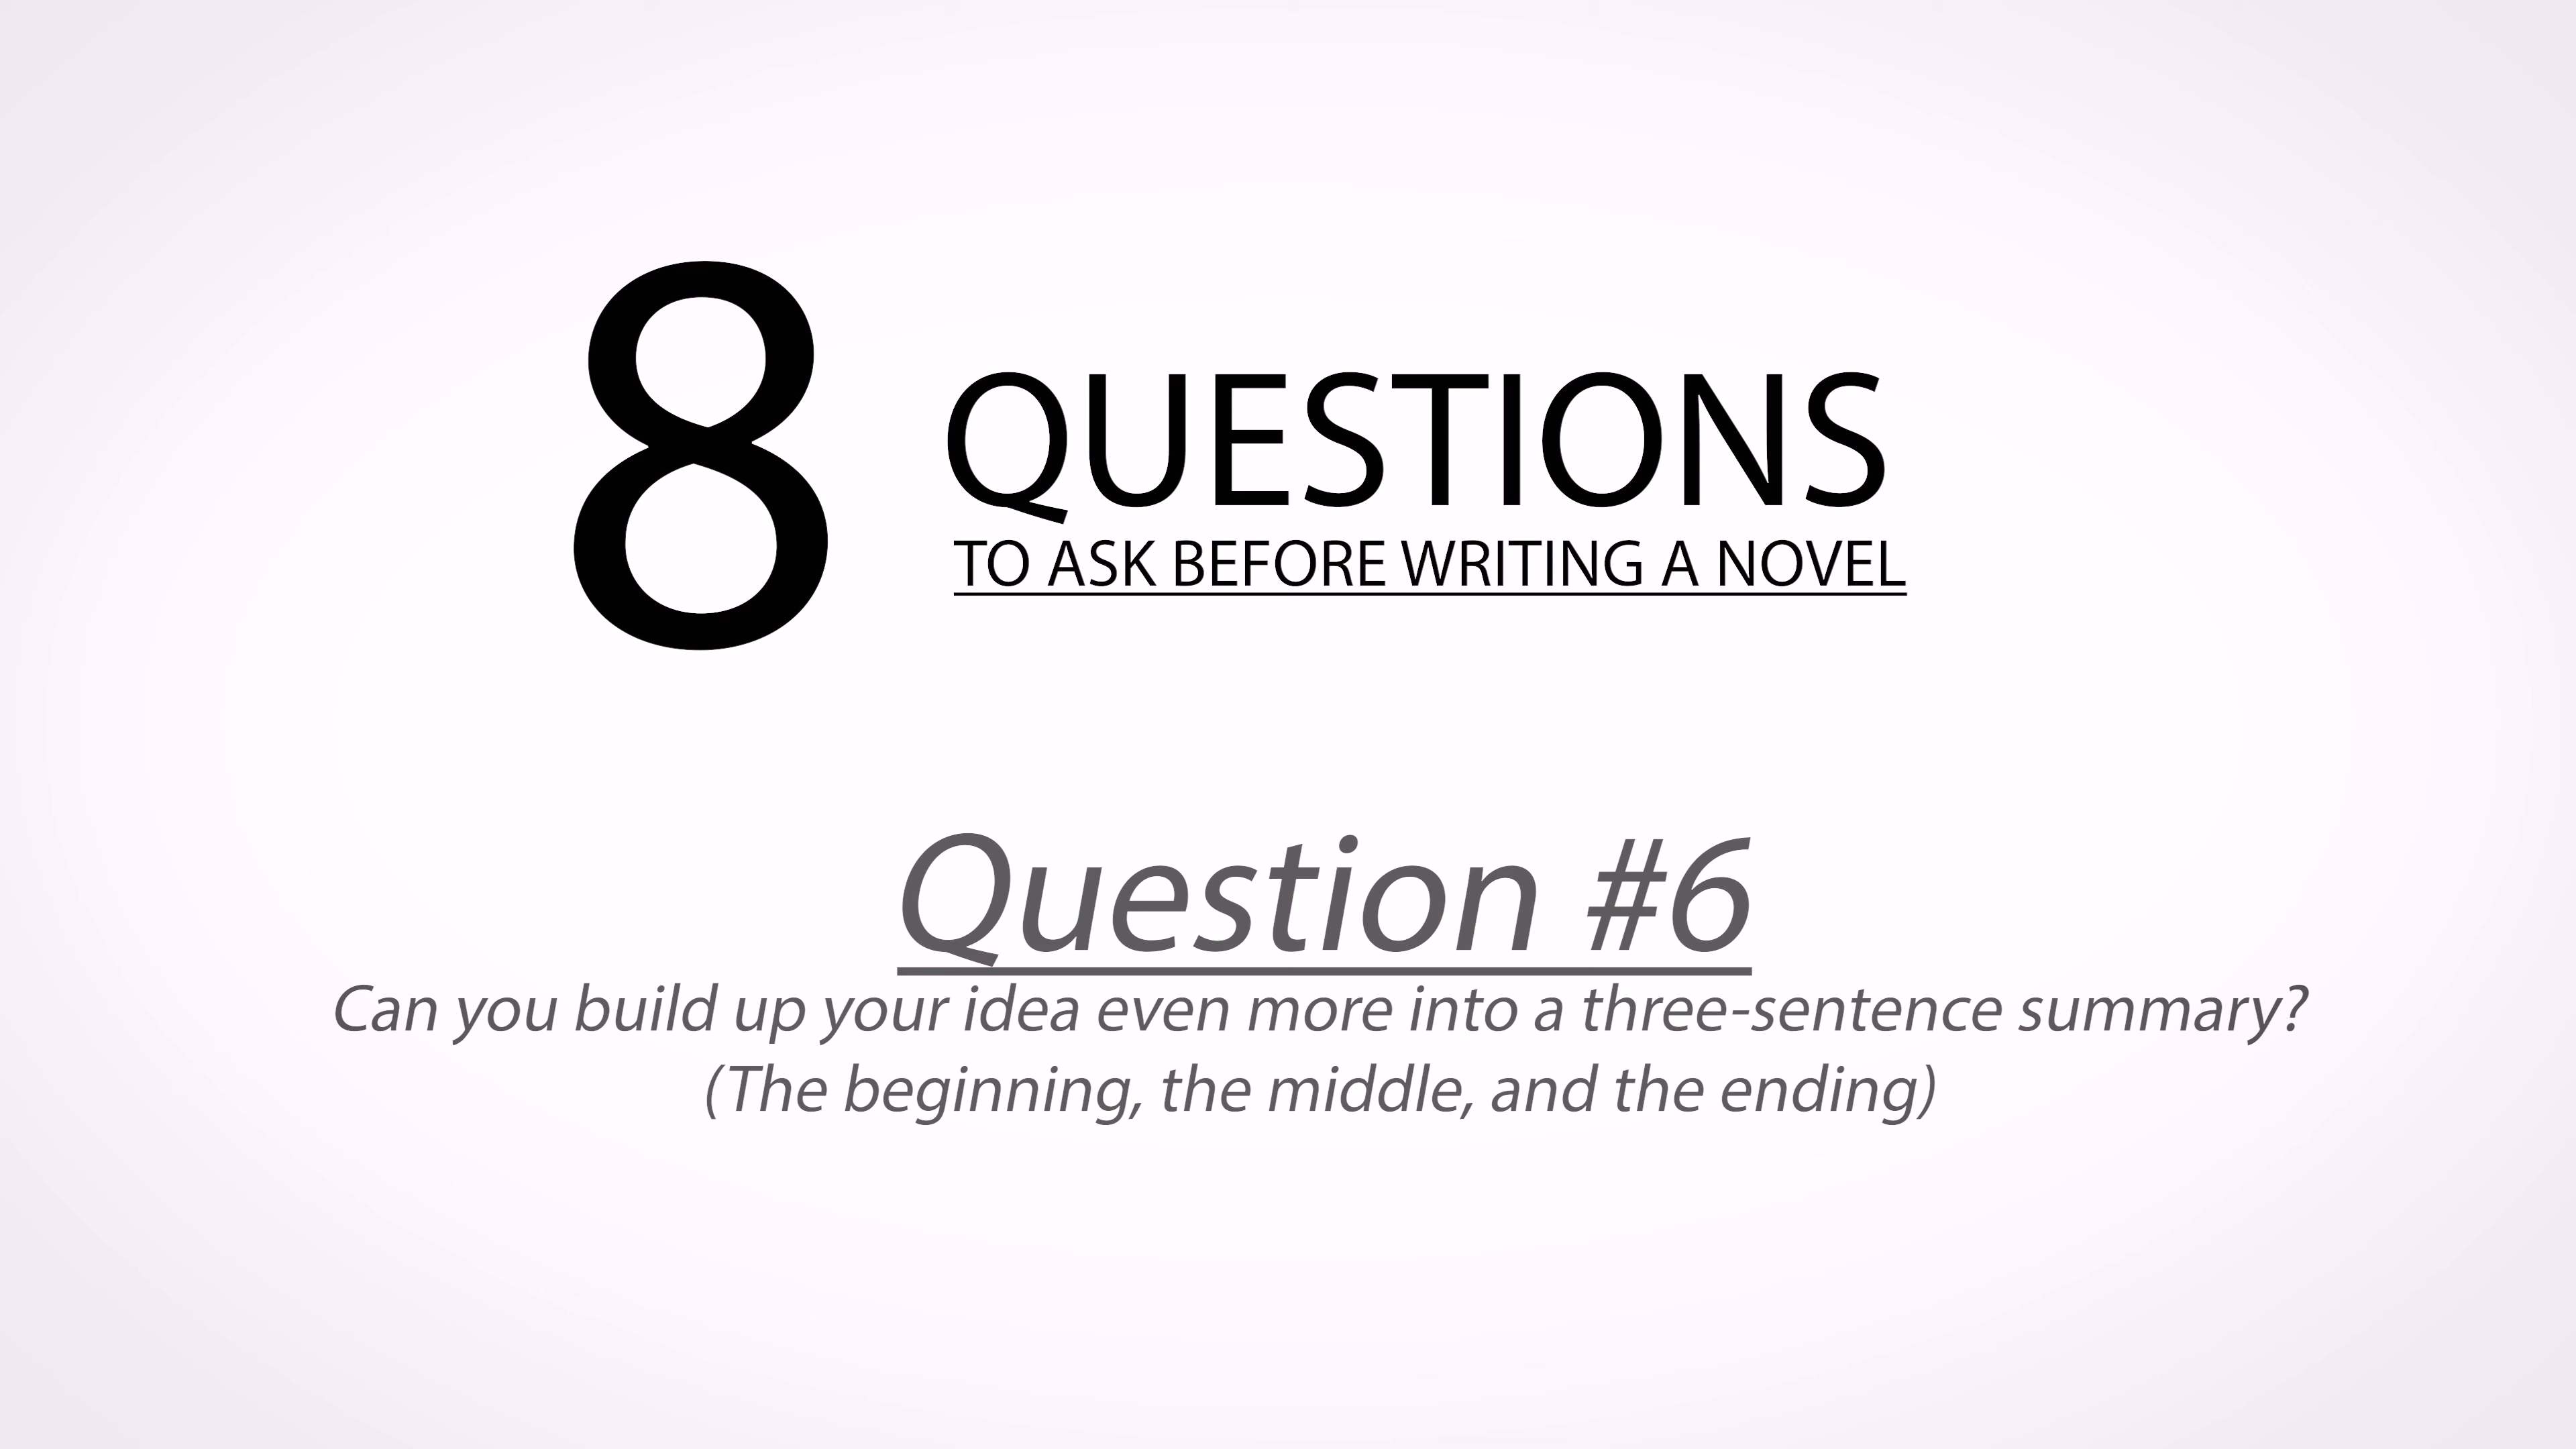 8 QUESTIONS
TO ASK BEFORE WRITING A NOVEL
Question #6
Can you build up your idea even more into a three-sentence summary?
(The beginning, the middle, and the ending)